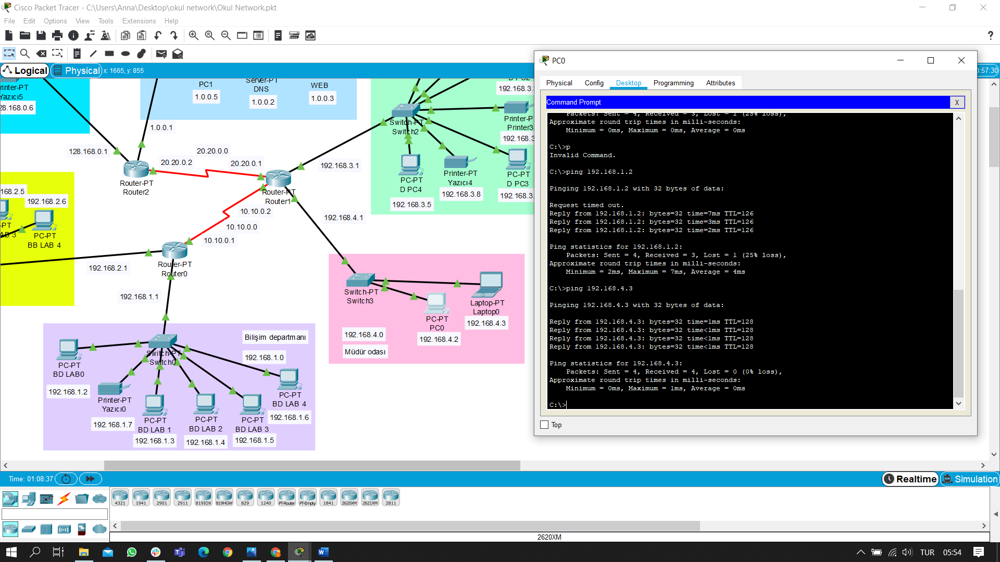 Cisco Packet Tracer - C:\Users\Anna\Desktop\okul network\Okul Network.pkt
File Edit Options View Tools Extensions Help
Logical Physical x: 1665, y: 855
0:57:30
rinter-PT
Yazıcı5
28.168.0.6
PC1
1.0.0.5
Server-PT
DNS
1.0.0.2
WEB
1.0.0.3
1.0.0.1
128.168.0.1
20.20.0.0
20.20.0.2
20.20.0.1
Router-PT
Router2
Router-PT
Router1
192.168.3.1
10.10.0.2
10.10.0.0
10.10.0.1
192.168.4.1
168.2.5
192.168.2.6
-PT
AB 3
PC-PT
BB LAB 4
192.168.2.1
Router-PT
Router0
192.168.1.1
D PC2
192.168.3.
Switch-PT
Switch2
Printer-PT
Printer3
192.168.3.
PC-PT
D PC4
192.168.3.5
Printer-PT
Yazıcı4
192.168.3.8
PC-PT
D PC3
192.168.3.
Switch-PT
Switch3
PC-PT
PC0
192.168.4.2
Laptop-PT
Laptop0
192.168.4.3
192.168.4.0
Müdür odası
Bilişim departmanı
192.168.1.0
Switch-PT
Switch0
PC-PT
BD LAB0
192.168.1.2
Printer-PT
Yazıcı0
192.168.1.7
PC-PT
BD LAB 1
192.168.1.3
PC-PT
BD LAB 2
192.168.1.4
PC-PT
BD LAB 3
192.168.1.5
PC-PT
BD LAB 4
192.168.1.6
PC0
Physical Config Desktop Programming Attributes
Command Prompt X
Packets: Sent = 4, Received = 3, Lost = 1 (25% loss),
Approximate round trip times in milli-seconds:
Minimum = 0ms, Maximum = 0ms, Average = 0ms
C:\>p
Invalid Command.
C:\>ping 192.168.1.2
Pinging 192.168.1.2 with 32 bytes of data:
Request timed out.
Reply from 192.168.1.2: bytes=32 time=7ms TTL=126
Reply from 192.168.1.2: bytes=32 time=3ms TTL=126
Reply from 192.168.1.2: bytes=32 time=2ms TTL=126
Ping statistics for 192.168.1.2:
Packets: Sent = 4, Received = 3, Lost = 1 (25% loss),
Approximate round trip times in milli-seconds:
Minimum = 2ms, Maximum = 7ms, Average = 4ms
C:\>ping 192.168.4.3
Pinging 192.168.4.3 with 32 bytes of data:
Reply from 192.168.4.3: bytes=32 time=1ms TTL=128
Reply from 192.168.4.3: bytes=32 time<1ms TTL=128
Reply from 192.168.4.3: bytes=32 time<1ms TTL=128
Reply from 192.168.4.3: bytes=32 time<1ms TTL=128
Ping statistics for 192.168.4.3:
Packets: Sent = 4, Received = 4, Lost = 0 (0% loss),
Approximate round trip times in milli-seconds:
Minimum = 0ms, Maximum = 1ms, Average = 0ms
C:\>
Top
Time: 01:08:37
Realtime Simulation
4321 1941 2901 2911 819IOX 819HGW 829 1240 PT-Router PT-Empty 1841 2620XM 2621XM 2811
2620XM
TUR 05:54